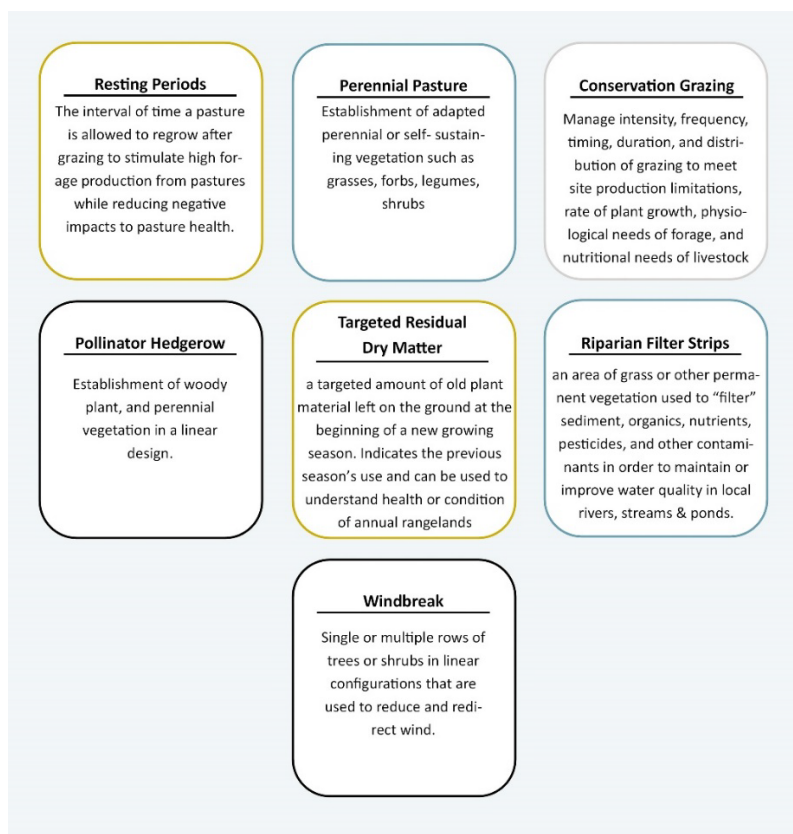 Resting Periods
The interval of time a pasture
is allowed to regrow after
grazing to stimulate high for-
age production from pastures
while reducing negative
impacts to pasture health.
Perennial Pasture
Establishment of adapted
perennial or self- sustain-
ing vegetation such as
grasses, forbs, legumes,
shrubs
Conservation Grazing
Manage intensity, frequency,
timing, duration, and distri-
bution of grazing to meet
site production limitations,
rate of plant growth, physio-
logical needs of forage, and
nutritional needs of livestock
Pollinator Hedgerow
Establishment of woody
plant, and perennial
vegetation in a linear
design.
Targeted Residual
Dry Matter
a targeted amount of old plant
material left on the ground at the
beginning of a new growing
season. Indicates the previous
season’s use and can be used to
understand health or condition
of annual rangelands
Riparian Filter Strips
an area of grass or other perma-
nent vegetation used to “filter”
sediment, organics, nutrients,
pesticides, and other contami-
nants in order to maintain or
improve water quality in local
rivers, streams & ponds.
Windbreak
Single or multiple rows of
trees or shrubs in linear
configurations that are
used to reduce and redi-
rect wind.